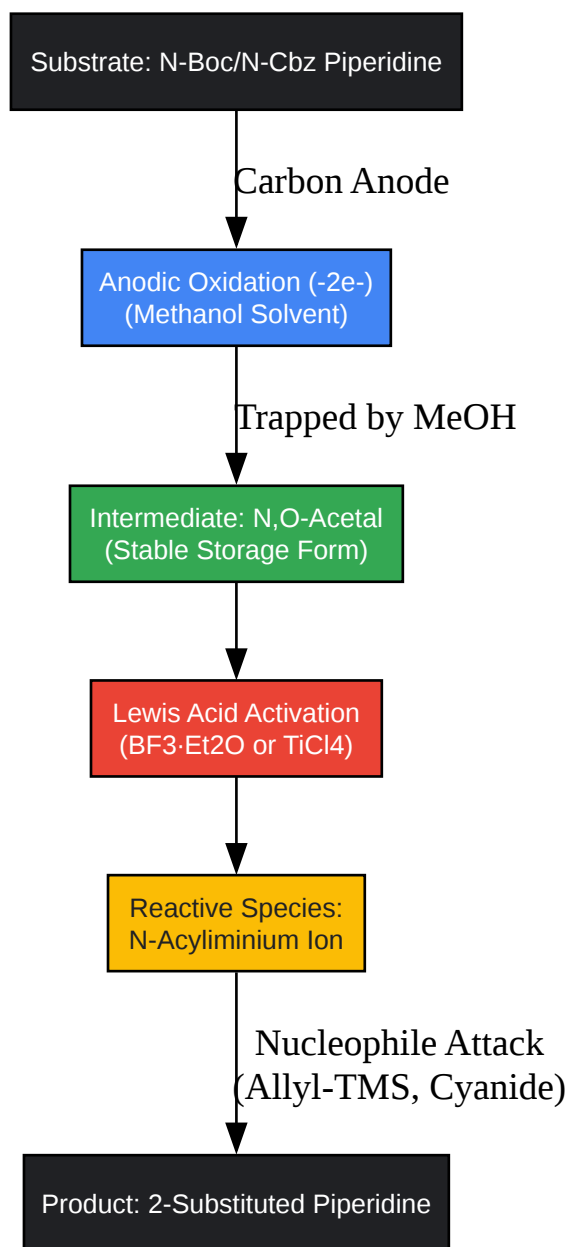 Substrate: N-Boc/N-Cbz Piperidine
Carbon Anode
Anodic Oxidation (-2e-)
(Methanol Solvent)
Trapped by MeOH
Intermediate: N,O-Acetal
(Stable Storage Form)
Lewis Acid Activation
(BF3·Et2O or TiCl4)
Reactive Species:
N-Acyliminium Ion
Nucleophile Attack
(Allyl-TMS, Cyanide)
Product: 2-Substituted Piperidine